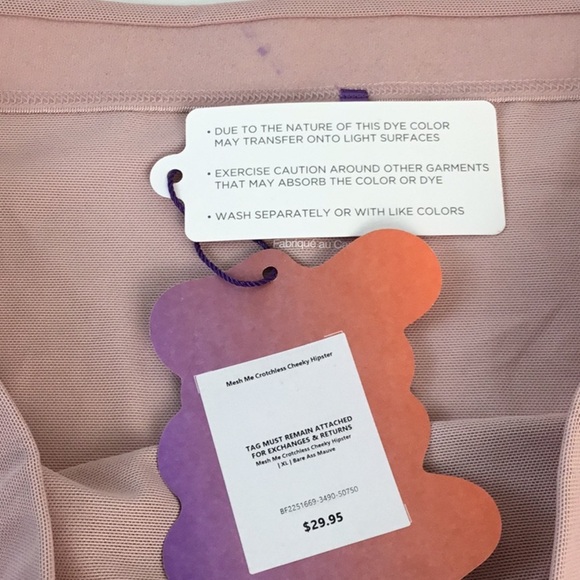 • DUE TO THE NATURE OF THIS DYE COLOR
MAY TRANSFER ONTO LIGHT SURFACES
• EXERCISE CAUTION AROUND OTHER GARMENTS
THAT MAY ABSORB THE COLOR OR DYE
• WASH SEPARATELY OR WITH LIKE COLORS
Fabriqué au
Mesh Me Crotchless Cheeky Hipster
TAG MUST REMAIN ATTACHED
FOR EXCHANGES & RETURNS
Mesh Me Crotchless Cheeky Hipster
| XL | Bare Ass Mauve
BF2251669-3490-50750
$29.95